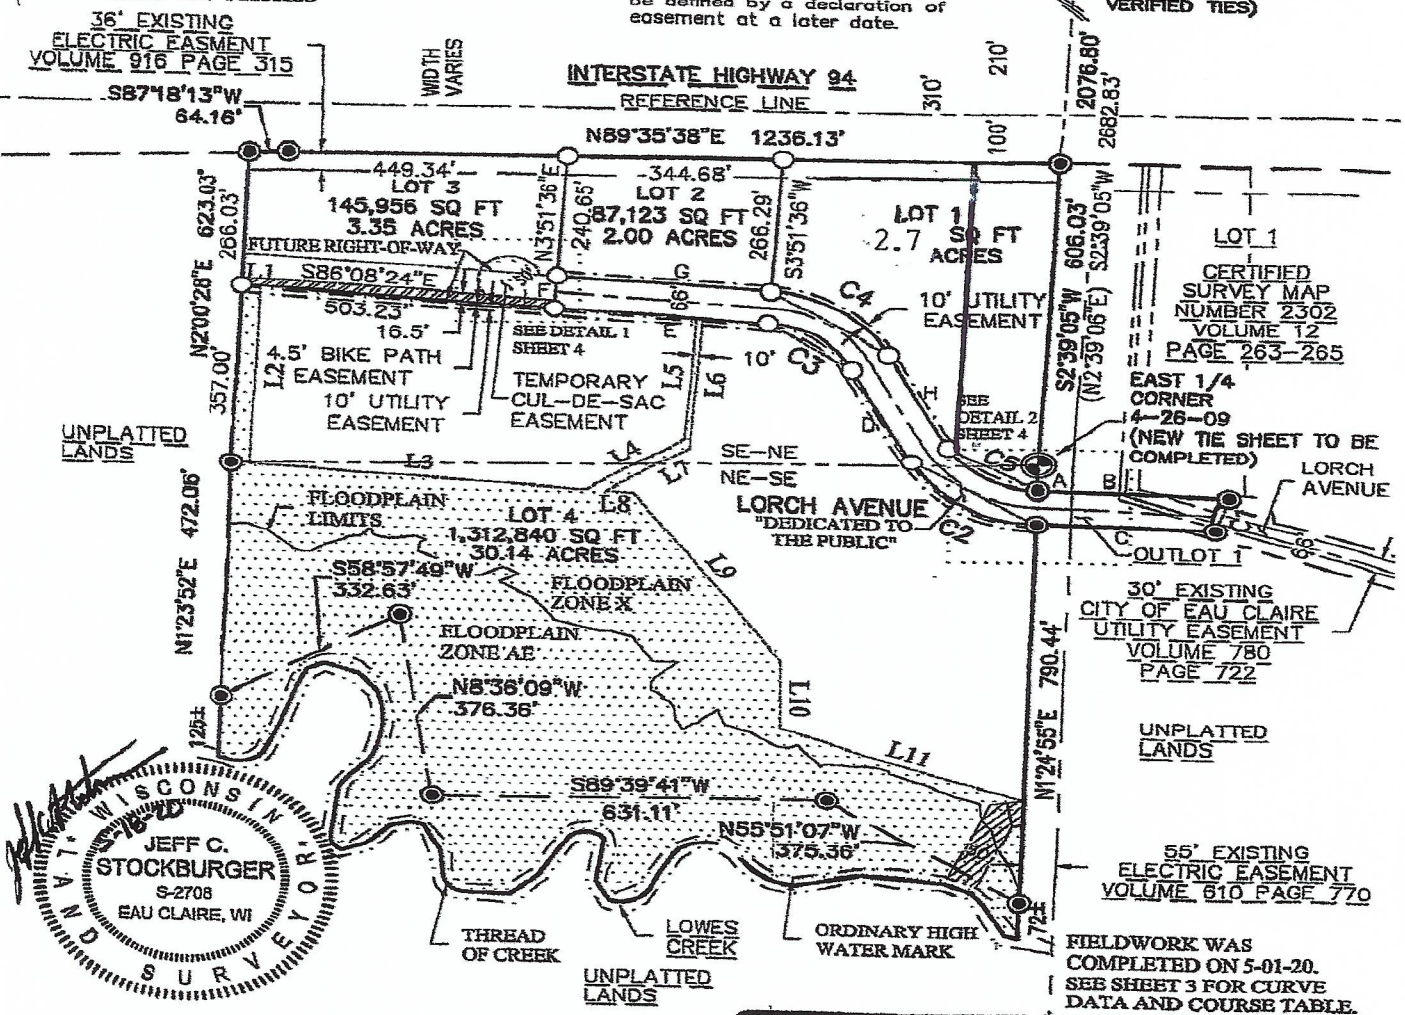 be defined by a declaration of
easement at a later date.
VERIFIED TIES)
36' EXISTING
ELECTRIC EASMENT
VOLUME 916 PAGE 315
WIDTH
VARIES
INTERSTATE HIGHWAY 94
REFERENCE LINE
310'
210'
100'
2076.80'
2682.83'
S87°18'13"W
64.16'
N89°35'38"E 1236.13'
449.34'
344.68'
LOT 3
145,956 SQ FT
3.35 ACRES
LOT 2
87,123 SQ FT
2.00 ACRES
LOT 1
2.7 SQ FT
ACRES
N2°00'28"E 623.03'
266.03'
357.00'
N3°51'36"E
240.65'
266.29'
S3°51'36"W
S2°39'05"W 606.03'
(N2°39'06"E) S2°39'05"W
FUTURE RIGHT-OF-WAY
L1
S86°08'24"E
503.23"
16.5'
F
G
66'
E
C4
C3
10' UTILITY
EASEMENT
SEE DETAIL 1
SHEET 4
4.5' BIKE PATH
EASEMENT
10' UTILITY
EASEMENT
TEMPORARY
CUL-DE-SAC
EASEMENT
L2
L5
L6
10'
D
H
SEE
DETAIL 2
SHEET 4
LOT 1
CERTIFIED
SURVEY MAP
NUMBER 2302
VOLUME 12
PAGE 263-265
EAST 1/4
CORNER
4-26-09
(NEW TIE SHEET TO BE
COMPLETED)
LORCH
AVENUE
UNPLATTED
LANDS
L3
L4
L7
L8
SE-NE
NE-SE
C5
A
B
C
C2
LORCH AVENUE
"DEDICATED TO
THE PUBLIC"
OUTLOT 1
66'
FLOODPLAIN
LIMITS
LOT 4
1,312,840 SQ FT
30.14 ACRES
N1°23'52"E 472.06'
S58°57'49"W
332.63'
FLOODPLAIN
ZONE X
FLOODPLAIN
ZONE AE
L9
L10
L11
30' EXISTING
CITY OF EAU CLAIRE
UTILITY EASEMENT
VOLUME 780
PAGE 722
N8°36'09"W
376.36'
N1°24'55"E 790.44'
UNPLATTED
LANDS
125±
S89°39'41"W
631.11'
N55°51'07"W
375.36'
55' EXISTING
ELECTRIC EASEMENT
VOLUME 610 PAGE 770
72±
WISCONSIN
5-18-20
JEFF C.
STOCKBURGER
S-2708
EAU CLAIRE, WI
LAND SURVEYOR
THREAD
OF CREEK
LOWES
CREEK
ORDINARY HIGH
WATER MARK
UNPLATTED
LANDS
FIELDWORK WAS
COMPLETED ON 5-01-20.
SEE SHEET 3 FOR CURVE
DATA AND COURSE TABLE.